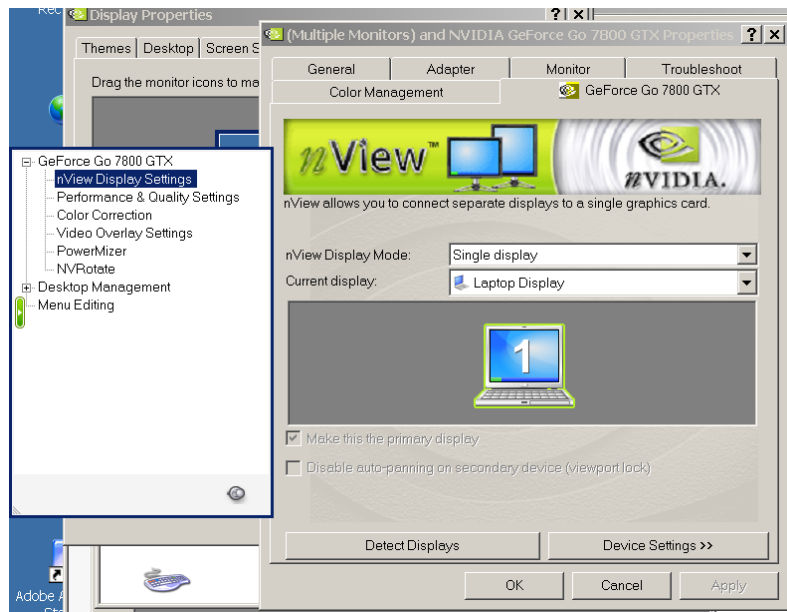 Rec
Display Properties
Themes
Desktop
Screen S
Drag the monitor icons to ma
(Multiple Monitors) and NVIDIA GeForce Go 7800 GTX Properties
General
Adapter
Monitor
Troubleshoot
Color Management
GeForce Go 7800 GTX
nView™
NVIDIA.
nView allows you to connect separate displays to a single graphics card.
nView Display Mode:
Single display
Current display:
Laptop Display
1
Make this the primary display
Disable auto-panning on secondary device (viewport lock)
Detect Displays
Device Settings >>
OK
Cancel
Apply
GeForce Go 7800 GTX
nView Display Settings
Performance & Quality Settings
Color Correction
Video Overlay Settings
PowerMizer
NVRotate
Desktop Management
Menu Editing
Adobe A